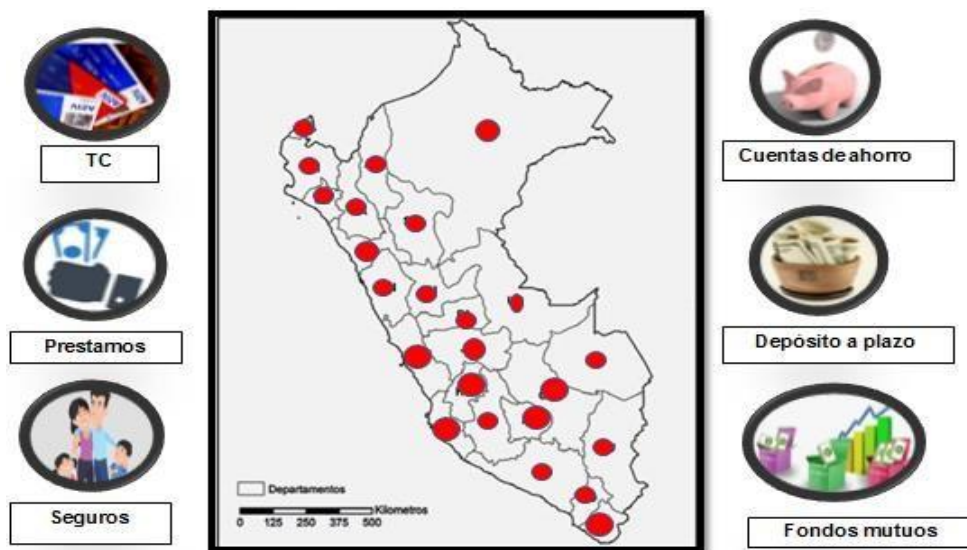 TC
Prestamos
Seguros
Departamentos
Kilometros
0 125 250 375 500
Cuentas de ahorro
Depósito a plazo
Fondos mutuos